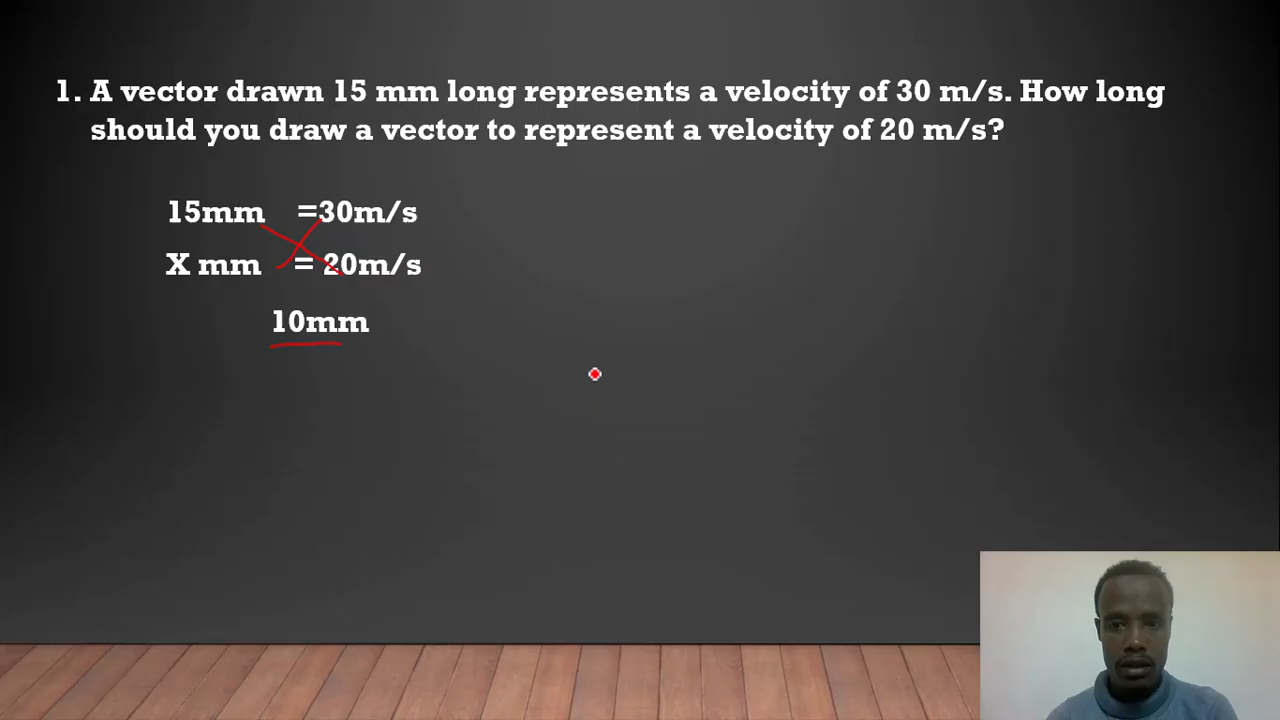 1. A vector drawn 15 mm long represents a velocity of 30 m/s. How long
should you draw a vector to represent a velocity of 20 m/s?
15mm =30m/s
X mm = 20m/s
10mm